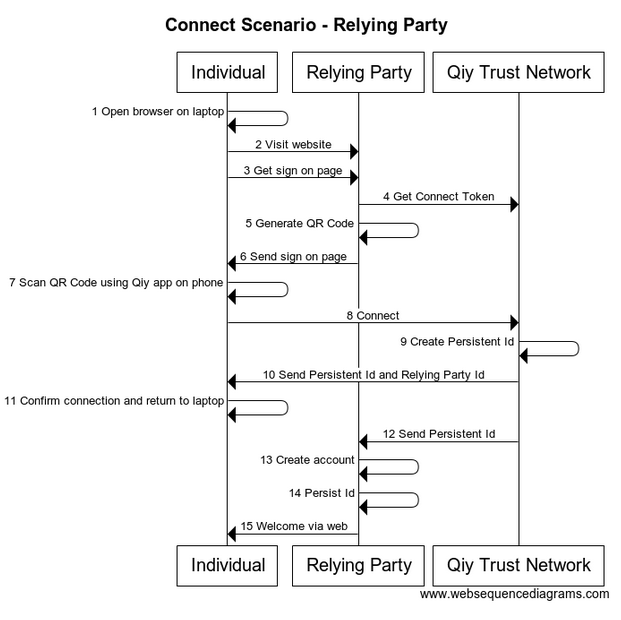 Connect Scenario - Relying Party
Individual
Relying Party
Qiy Trust Network
1 Open browser on laptop
2 Visit website
3 Get sign on page
4 Get Connect Token
5 Generate QR Code
6 Send sign on page
7 Scan QR Code using Qiy app on phone
8 Connect
9 Create Persistent Id
10 Send Persistent Id and Relying Party Id
11 Confirm connection and return to laptop
12 Send Persistent Id
13 Create account
14 Persist Id
15 Welcome via web
Individual
Relying Party
Qiy Trust Network
www.websequencediagrams.com